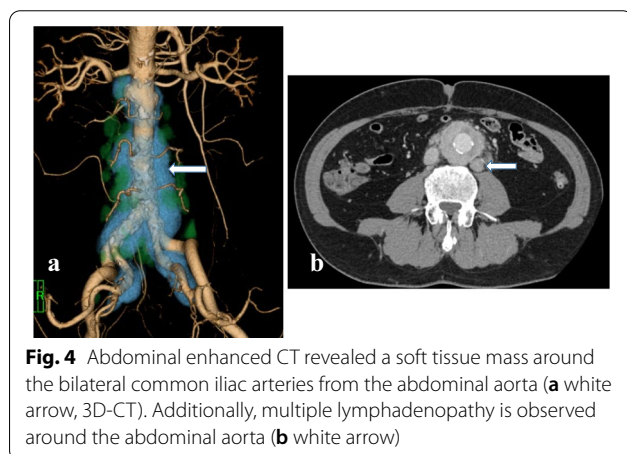 R
a
b
Fig. 4 Abdominal enhanced CT revealed a soft tissue mass around
the bilateral common iliac arteries from the abdominal aorta (a white
arrow, 3D-CT). Additionally, multiple lymphadenopathy is observed
around the abdominal aorta (b white arrow)